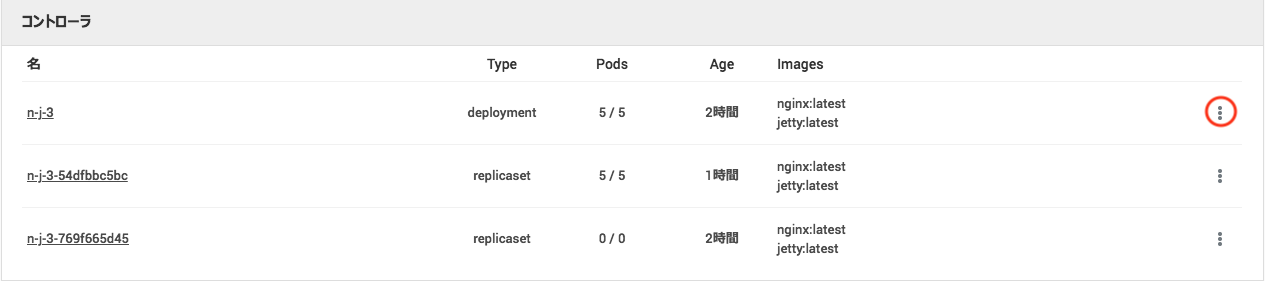 コントローラ
名 Type Pods Age Images
n-j-3 deployment 5 / 5 2時間 nginx:latest
jetty:latest
n-j-3-54dfbbc5bc replicaset 5 / 5 1時間 nginx:latest
jetty:latest
n-j-3-769f665d45 replicaset 0 / 0 2時間 nginx:latest
jetty:latest